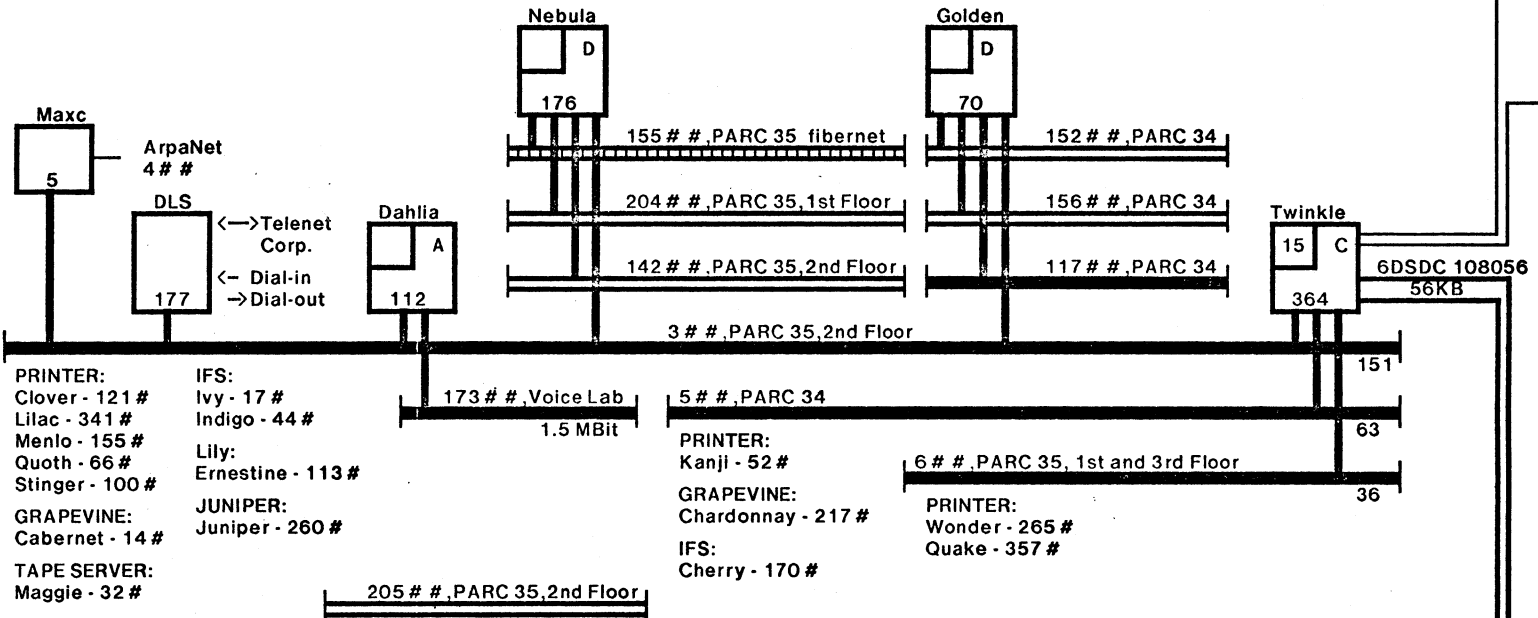 Nebula
D
176
Golden
D
70
Maxc
5
ArpaNet
4# #
155# #,PARC 35 fibernet
152# #,PARC 34
DLS
177
<-->Telenet
Corp.
<- Dial-in
->Dial-out
Dahlia
A
112
204# #,PARC 35,1st Floor
156# #,PARC 34
142# #,PARC 35,2nd Floor
117# #,PARC 34
Twinkle
15
C
364
6DSDC 108056
56KB
3# #,PARC 35,2nd Floor
151
173# #,Voice Lab
1.5 MBit
5# #,PARC 34
63
6# #,PARC 35, 1st and 3rd Floor
36
PRINTER:
Clover - 121#
Lilac - 341#
Menlo - 155#
Quoth - 66#
Stinger - 100#
GRAPEVINE:
Cabernet - 14#
TAPE SERVER:
Maggie - 32#
IFS:
Ivy - 17#
Indigo - 44#
Lily:
Ernestine - 113#
JUNIPER:
Juniper - 260#
PRINTER:
Kanji - 52#
GRAPEVINE:
Chardonnay - 217#
IFS:
Cherry - 170#
PRINTER:
Wonder - 265#
Quake - 357#
205# #,PARC 35,2nd Floor